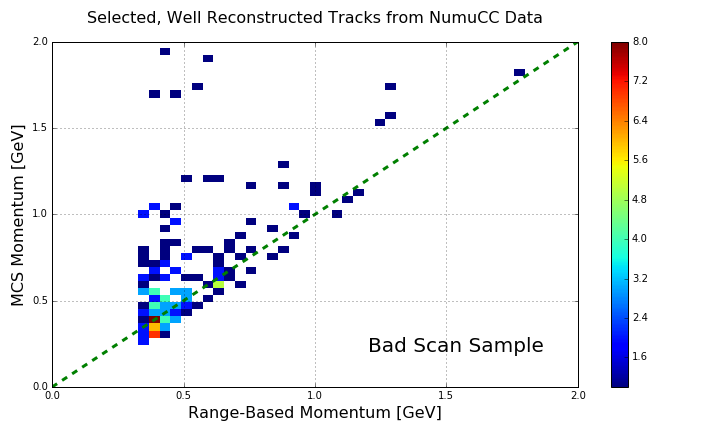 Selected, Well Reconstructed Tracks from NumuCC Data
2.0
1.5
1.0
0.5
0.0
MCS Momentum [GeV]
Bad Scan Sample
0.0 0.5 1.0 1.5 2.0
Range-Based Momentum [GeV]
8.0
7.2
6.4
5.6
4.8
4.0
3.2
2.4
1.6